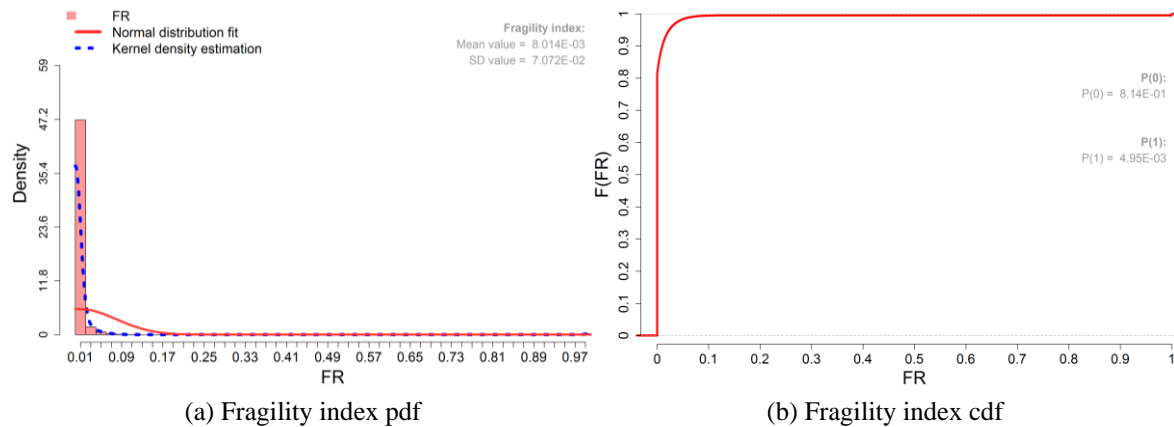 FR
Normal distribution fit
Kernel density estimation
Fragility index:
Mean value = 8.014E-03
SD value = 7.072E-02
59
47.2
35.4
23.6
11.8
0
Density
0.01 0.09 0.17 0.25 0.33 0.41 0.49 0.57 0.65 0.73 0.81 0.89 0.97
FR
(a) Fragility index pdf
1
0.9
0.8
0.7
0.6
0.5
0.4
0.3
0.2
0.1
0
F(FR)
P(0):
P(0) = 8.14E-01
P(1):
P(1) = 4.95E-03
0 0.1 0.2 0.3 0.4 0.5 0.6 0.7 0.8 0.9 1
FR
(b) Fragility index cdf